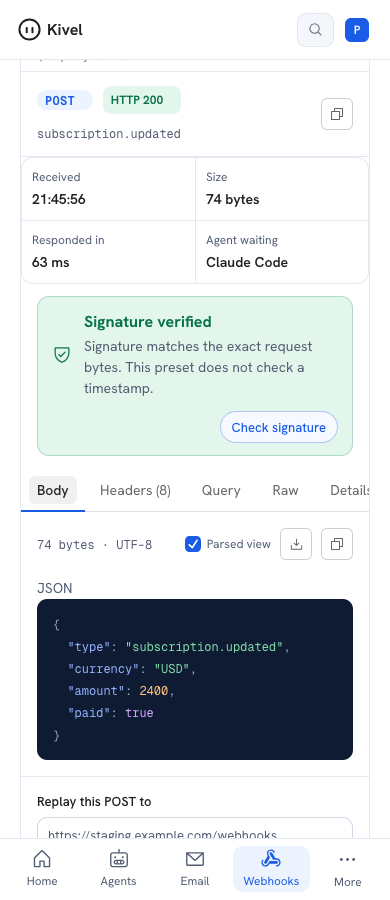 Kivel
P
POST
HTTP 200
subscription.updated
Received
21:45:56
Size
74 bytes
Responded in
63 ms
Agent waiting
Claude Code
Signature verified
Signature matches the exact request
bytes. This preset does not check a
timestamp.
Check signature
Body
Headers (8)
Query
Raw
Details
74 bytes · UTF-8
Parsed view
JSON
{
"type": "subscription.updated",
"currency": "USD",
"amount": 2400,
"paid": true
}
Replay this POST to
https://staging.example.com/webhooks
Home
Agents
Email
Webhooks
More